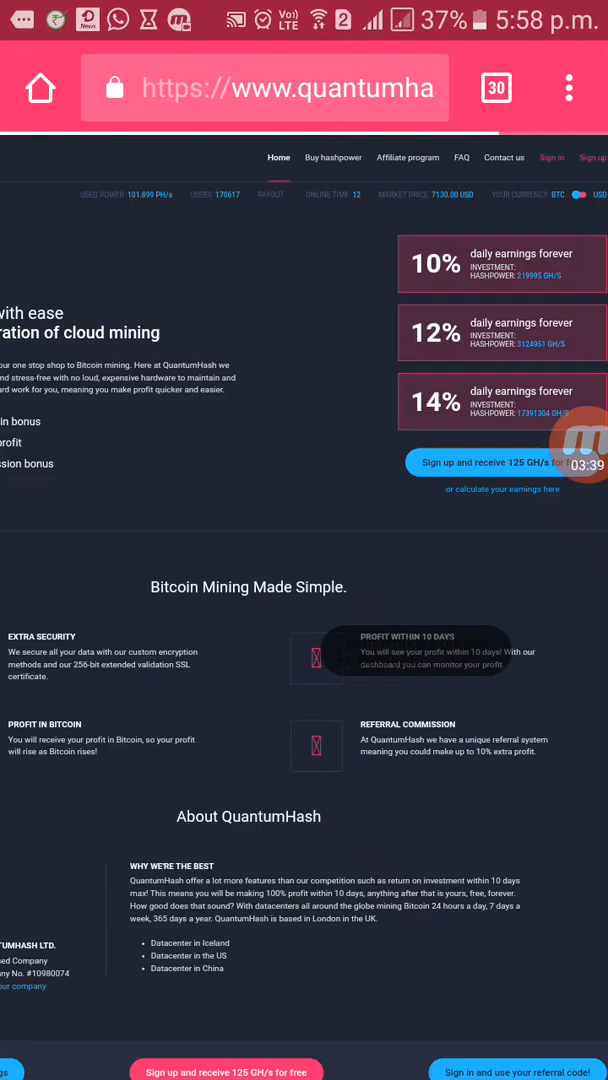 News Vo)) LTE 2 37% 5:58 p.m.
https://www.quantumha 30
Home Buy hashpower Affiliate program FAQ Contact us Sign in Sign up
USED POWER: 101.899 PH/s USERS: 170617 PAYOUT ONLINE TIME: 12 MARKET PRICE: 7130.00 USD YOUR CURRENCY: BTC USD
10% daily earnings forever
INVESTMENT:
HASHPOWER: 219995 GH/S
with ease
ration of cloud mining
12% daily earnings forever
INVESTMENT:
HASHPOWER: 3124951 GH/S
our one stop shop to Bitcoin mining. Here at QuantumHash we
nd stress-free with no loud, expensive hardware to maintain and
ard work for you, meaning you make profit quicker and easier.
14% daily earnings forever
INVESTMENT:
HASHPOWER: 17391304 GH/S
in bonus
profit
ssion bonus
Sign up and receive 125 GH/s for
03:39
or calculate your earnings here
Bitcoin Mining Made Simple.
EXTRA SECURITY
We secure all your data with our custom encryption
methods and our 256-bit extended validation SSL
certificate.
PROFIT WITHIN 10 DAYS
You will see your profit within 10 days! With our
dashboard you can monitor your profit.
PROFIT IN BITCOIN
You will receive your profit in Bitcoin, so your profit
will rise as Bitcoin rises!
REFERRAL COMMISSION
At QuantumHash we have a unique referral system
meaning you could make up to 10% extra profit.
About QuantumHash
WHY WE'RE THE BEST
QuantumHash offer a lot more features than our competition such as return on investment within 10 days
max! This means you will be making 100% profit within 10 days, anything after that is yours, free, forever.
How good does that sound? With datacenters all around the globe mining Bitcoin 24 hours a day, 7 days a
week, 365 days a year. QuantumHash is based in London in the UK.
• Datacenter in Iceland
• Datacenter in the US
• Datacenter in China
TUMHASH LTD.
sed Company
ny No. #10980074
our company
gs
Sign up and receive 125 GH/s for free
Sign in and use your referral code!